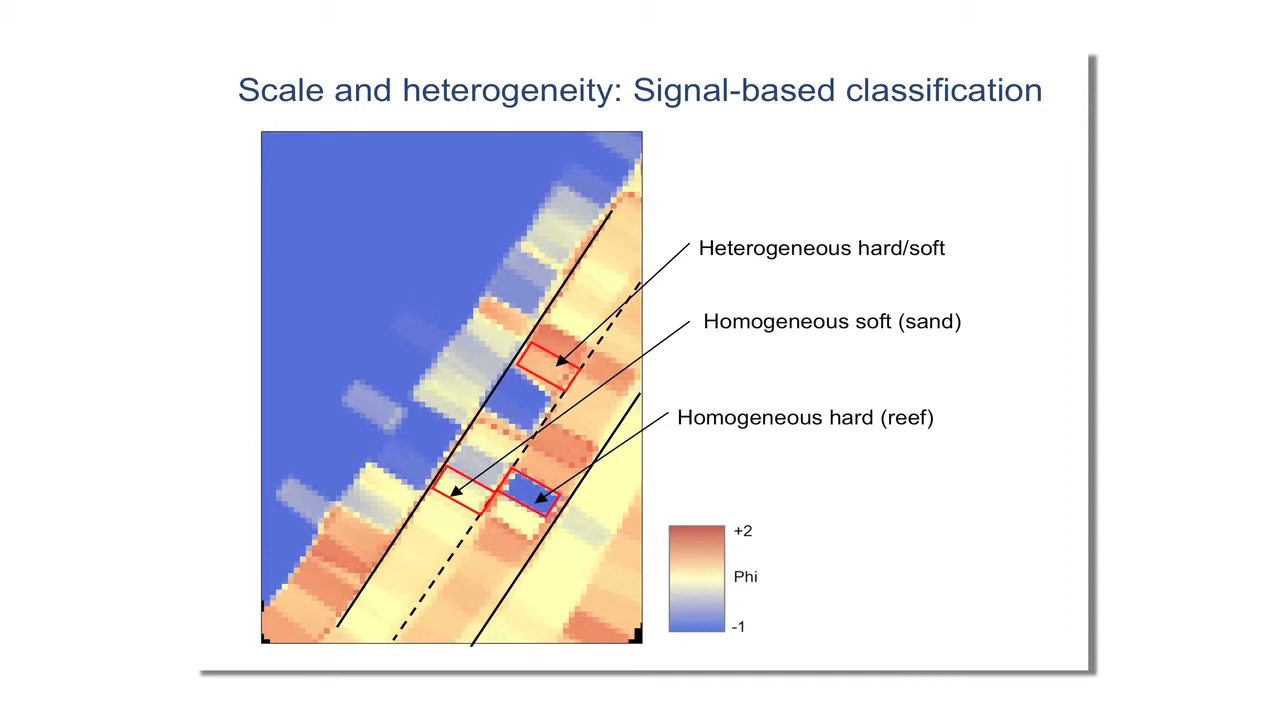 Scale and heterogeneity: Signal-based classification
Heterogeneous hard/soft
Homogeneous soft (sand)
Homogeneous hard (reef)
+2
Phi
-1